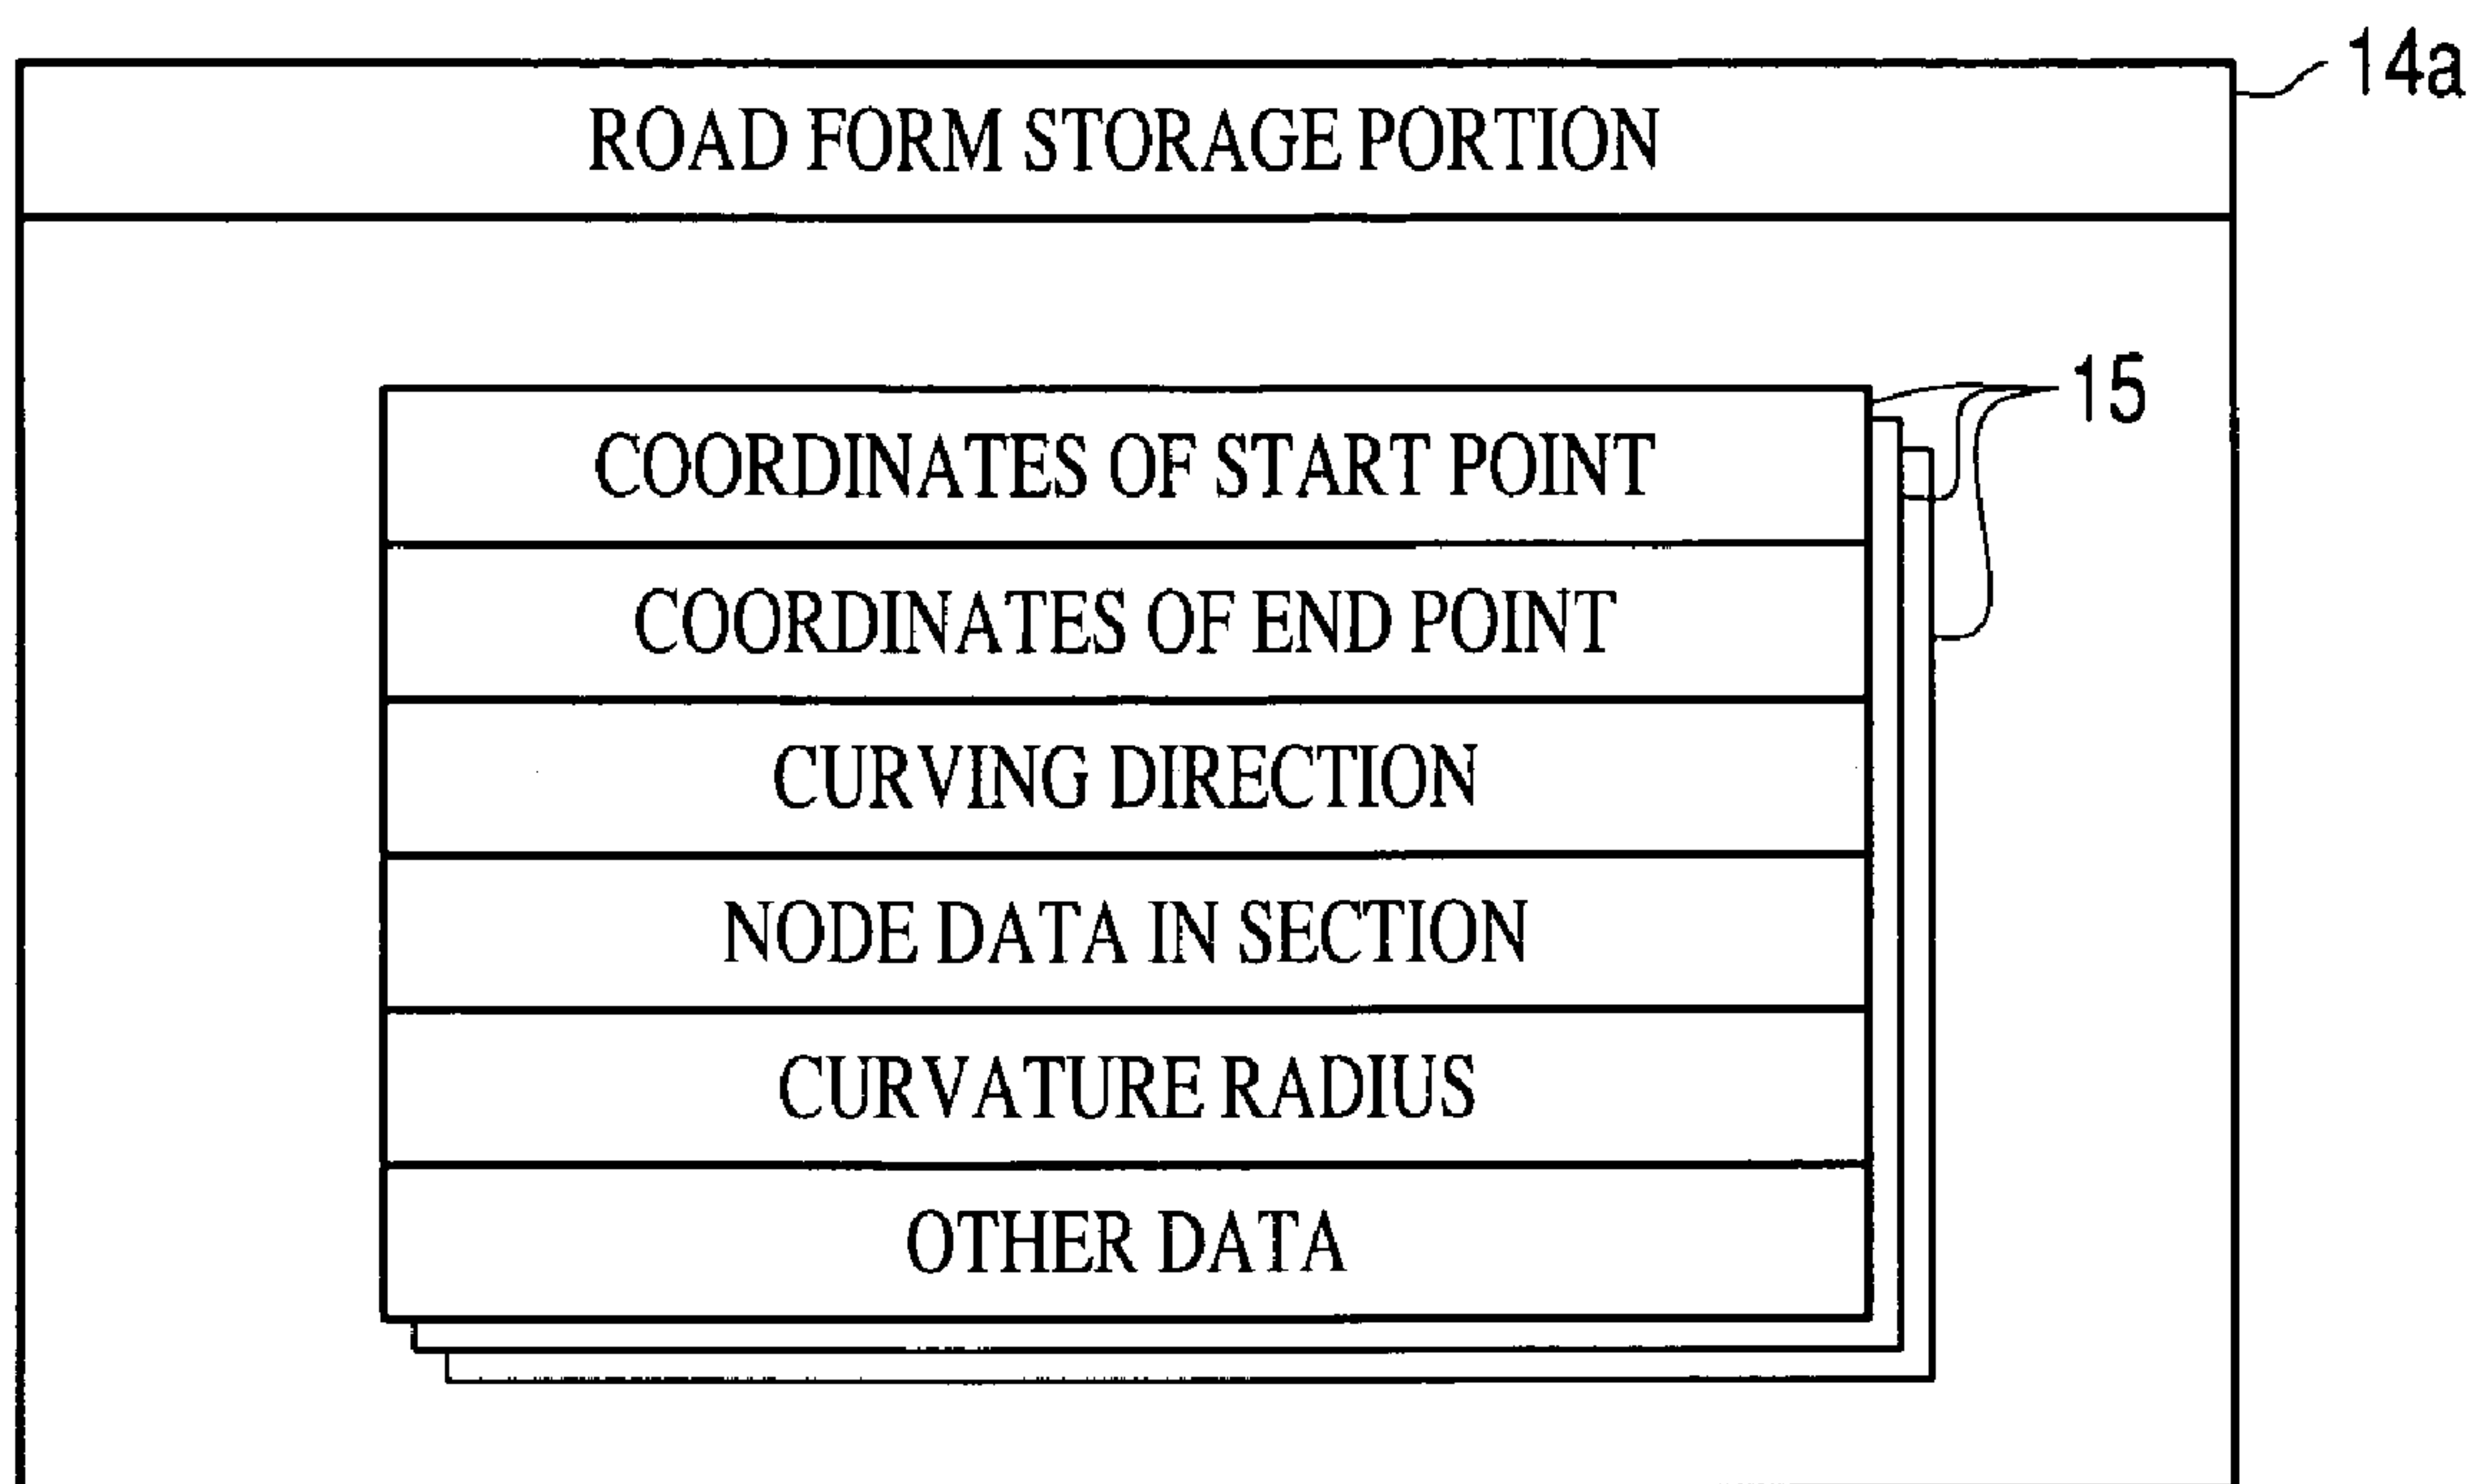 14a
ROAD FORM STORAGE PORTION
15
COORDINATES OF START POINT
COORDINATES OF END POINT
CURVING DIRECTION
NODE DATA IN SECTION
CURVATURE RADIUS
OTHER DATA